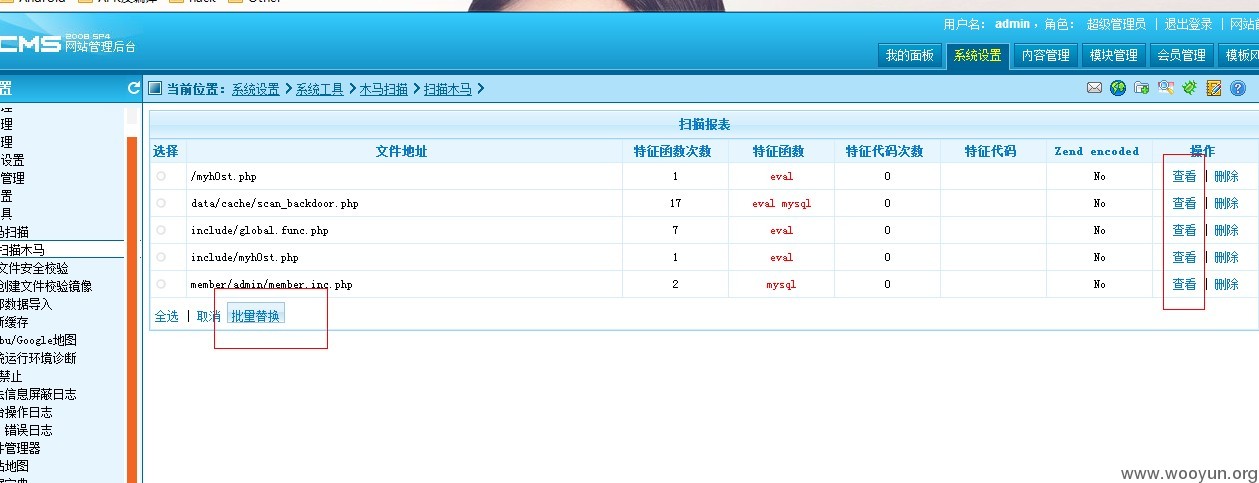 Android hack Other
用户名： admin ，角色： 超级管理员 | 退出登录 | 网站首
CMS 2008 SP4
网站管理后台
我的面板 系统设置 内容管理 模块管理 会员管理 模板风
置 当前位置：系统设置 > 系统工具 > 木马扫描 > 扫描木马 >
理
理
设置
管理
置
具
马扫描
扫描木马
文件安全校验
创建文件校验镜像
部数据导入
新缓存
du/Google地图
统运行环境诊断
禁止
法信息屏蔽日志
台操作日志
错误日志
件管理器
站地图
扫描报表
选择 文件地址 特征函数次数 特征函数 特征代码次数 特征代码 Zend encoded 操作
/myh0st.php 1 eval 0 No 查看 | 删除
data/cache/scan_backdoor.php 17 eval mysql 0 No 查看 | 删除
include/global.func.php 7 eval 0 No 查看 | 删除
include/myh0st.php 1 eval 0 No 查看 | 删除
member/admin/member.inc.php 2 mysql 0 No 查看 | 删除
全选 | 取消 批量替换
www.wooyun.org